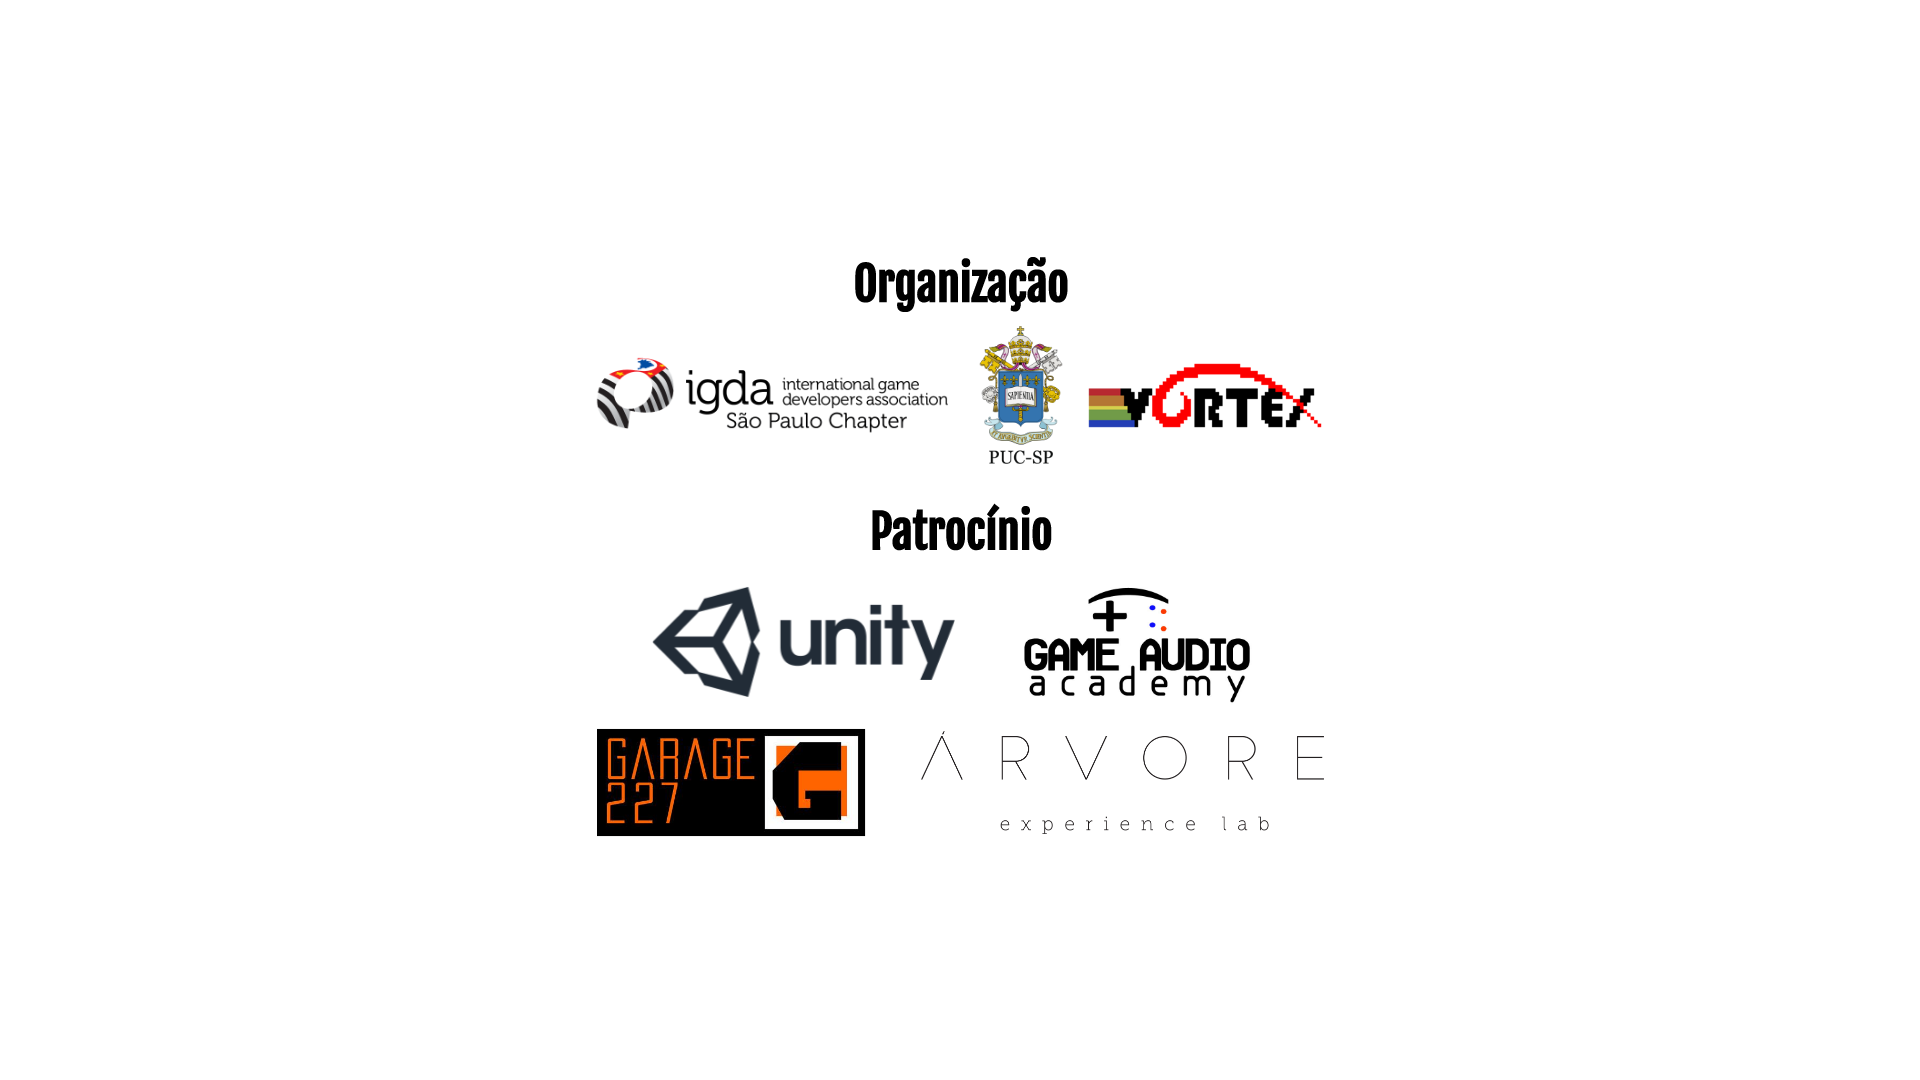 Organização
igda international game
developers association
São Paulo Chapter
SAPIENTIA
PUC-SP
VORTEX
Patrocínio
unity
GAME AUDIO
academy
GARAGE
227
ÁRVORE
experience lab